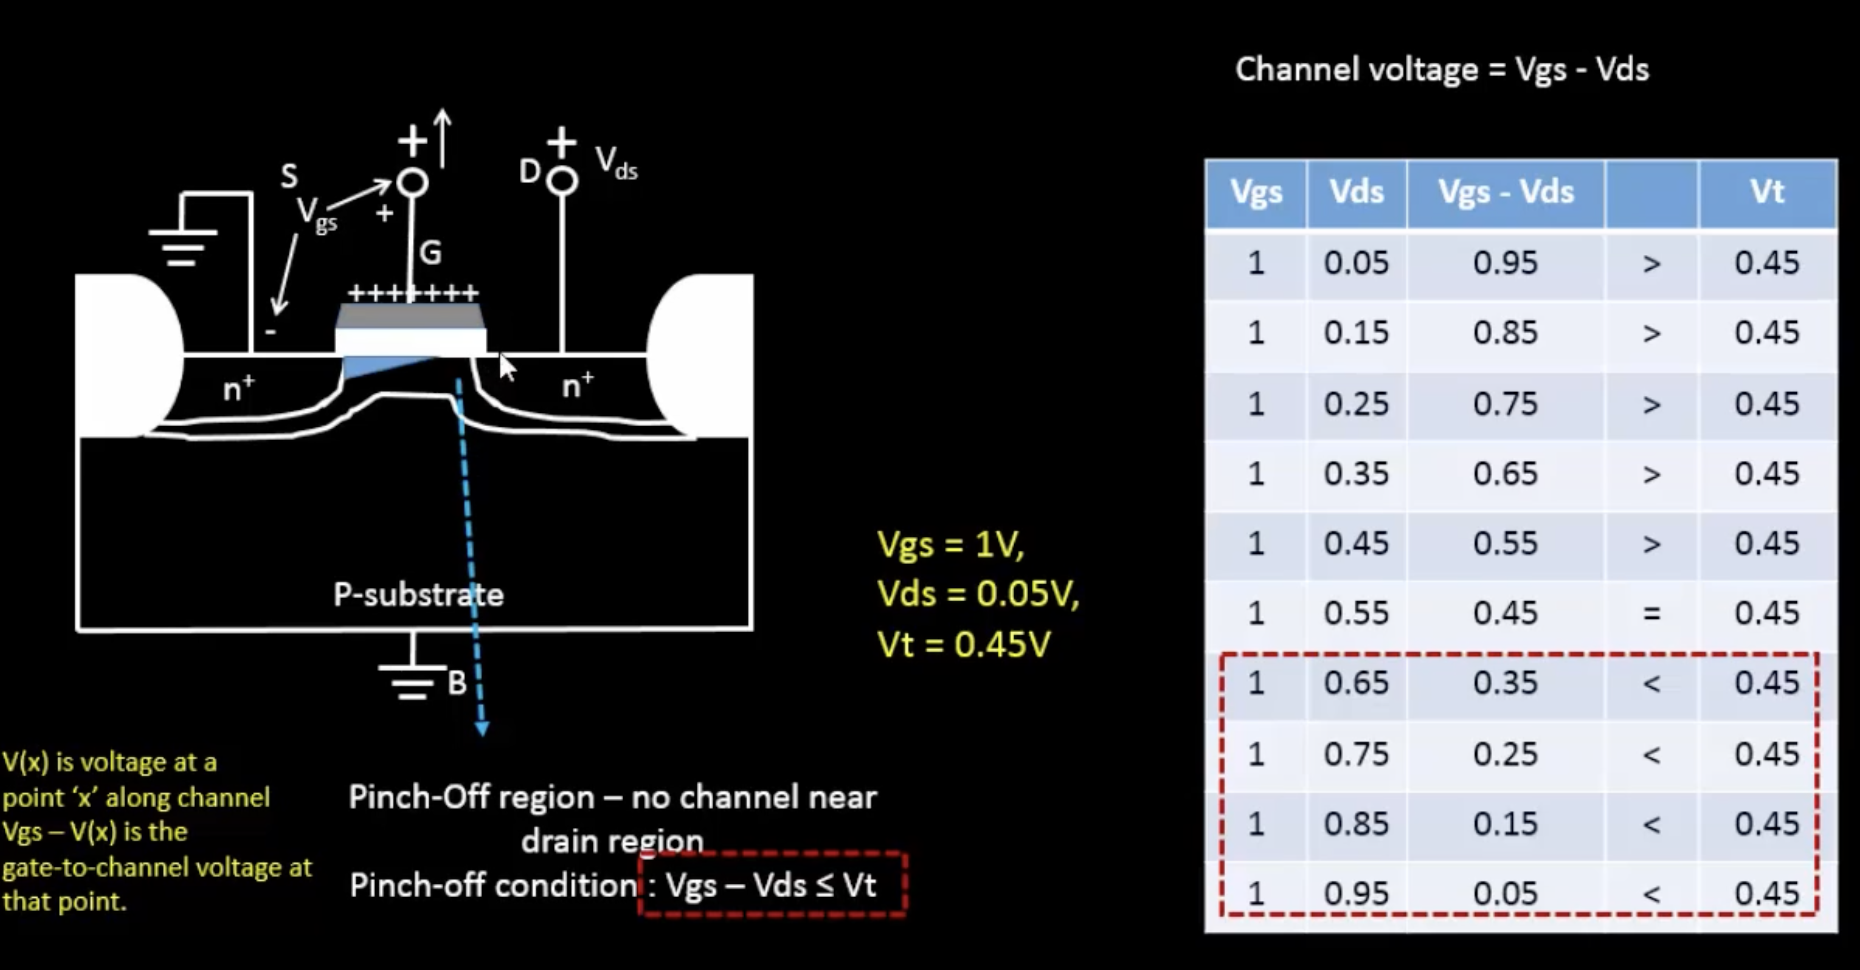 Channel voltage = Vgs - Vds
+
+
S
D
Vds
Vgs
+
G
+++++++
-
n+
n+
P-substrate
B
Vgs = 1V,
Vds = 0.05V,
Vt = 0.45V
V(x) is voltage at a
point ‘x’ along channel
Vgs – V(x) is the
gate-to-channel voltage at
that point.
Pinch-Off region – no channel near
drain region
Pinch-off condition : Vgs – Vds ≤ Vt
Vgs Vds Vgs - Vds Vt
1 0.05 0.95 > 0.45
1 0.15 0.85 > 0.45
1 0.25 0.75 > 0.45
1 0.35 0.65 > 0.45
1 0.45 0.55 > 0.45
1 0.55 0.45 = 0.45
1 0.65 0.35 < 0.45
1 0.75 0.25 < 0.45
1 0.85 0.15 < 0.45
1 0.95 0.05 < 0.45